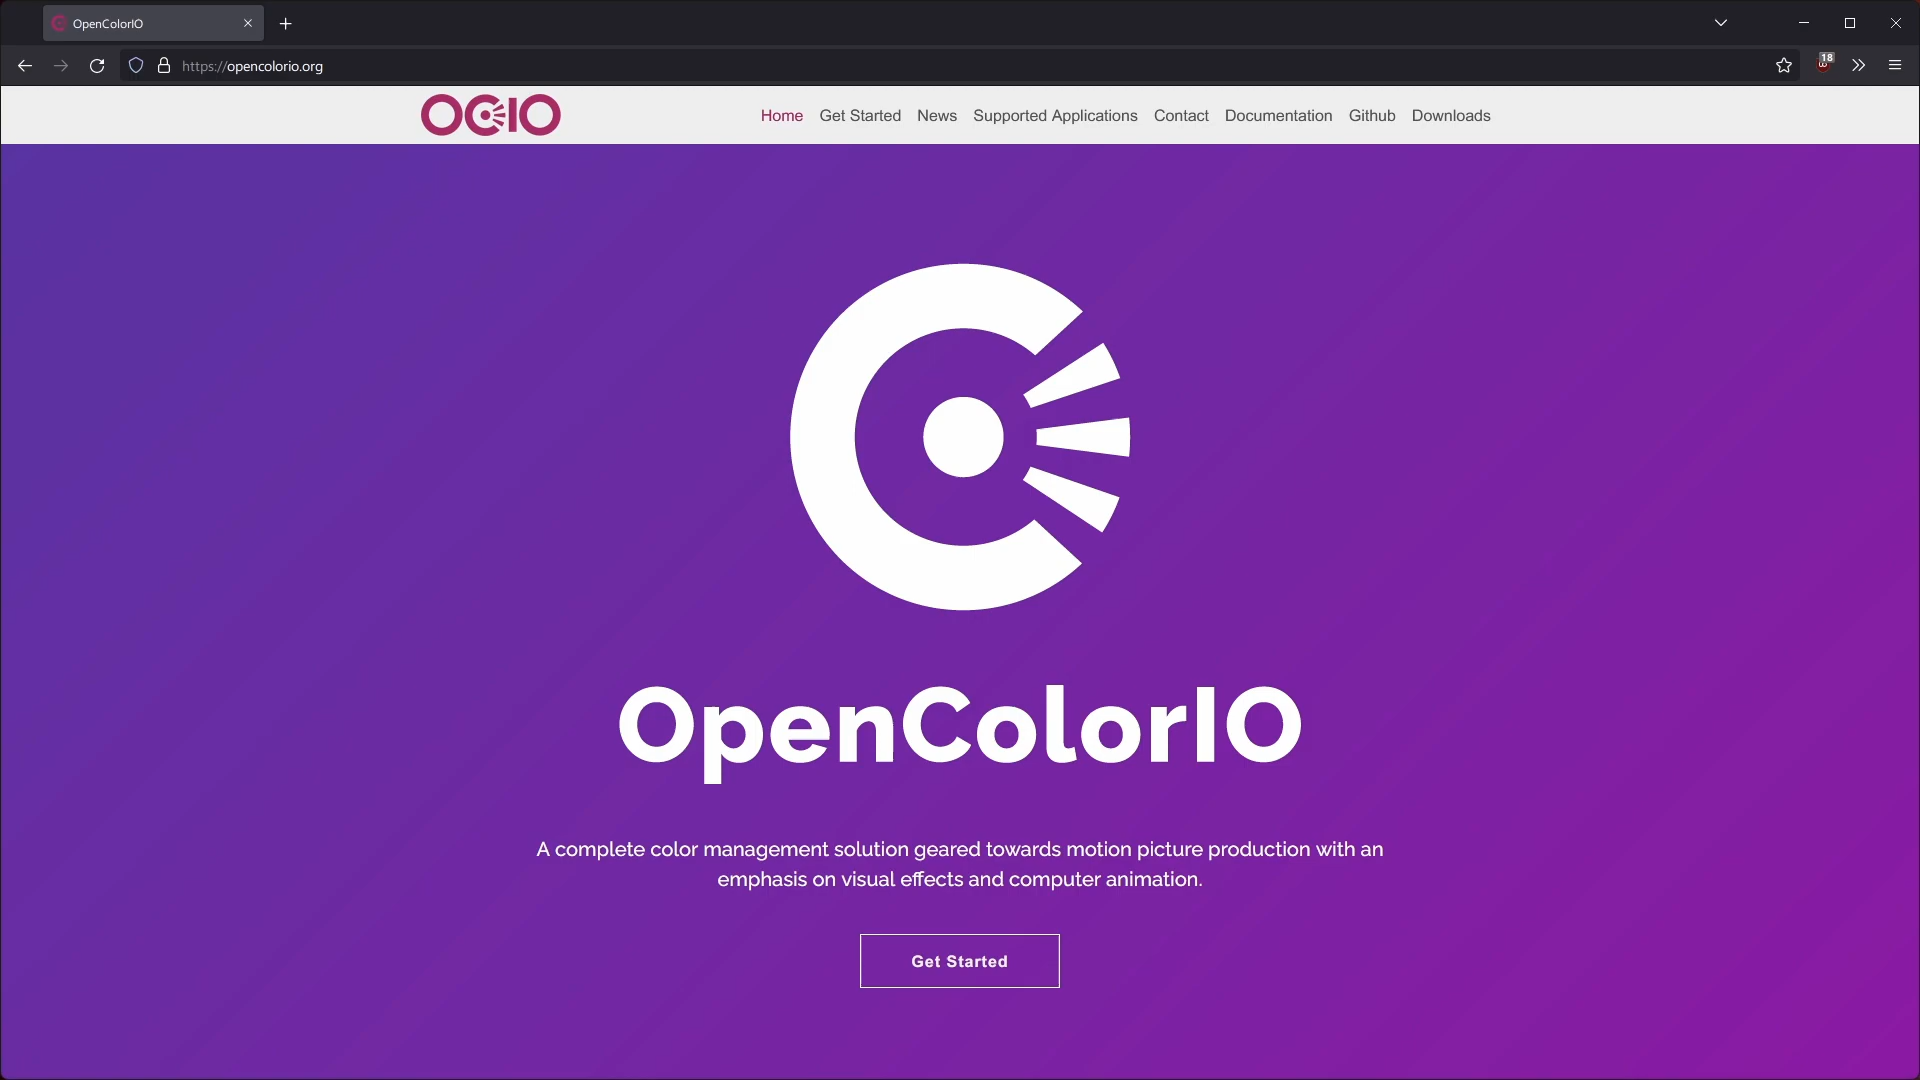 OpenColorIO
https://opencolorio.org
18
OCIO
Home Get Started News Supported Applications Contact Documentation Github Downloads
OpenColorIO
A complete color management solution geared towards motion picture production with an
emphasis on visual effects and computer animation.
Get Started